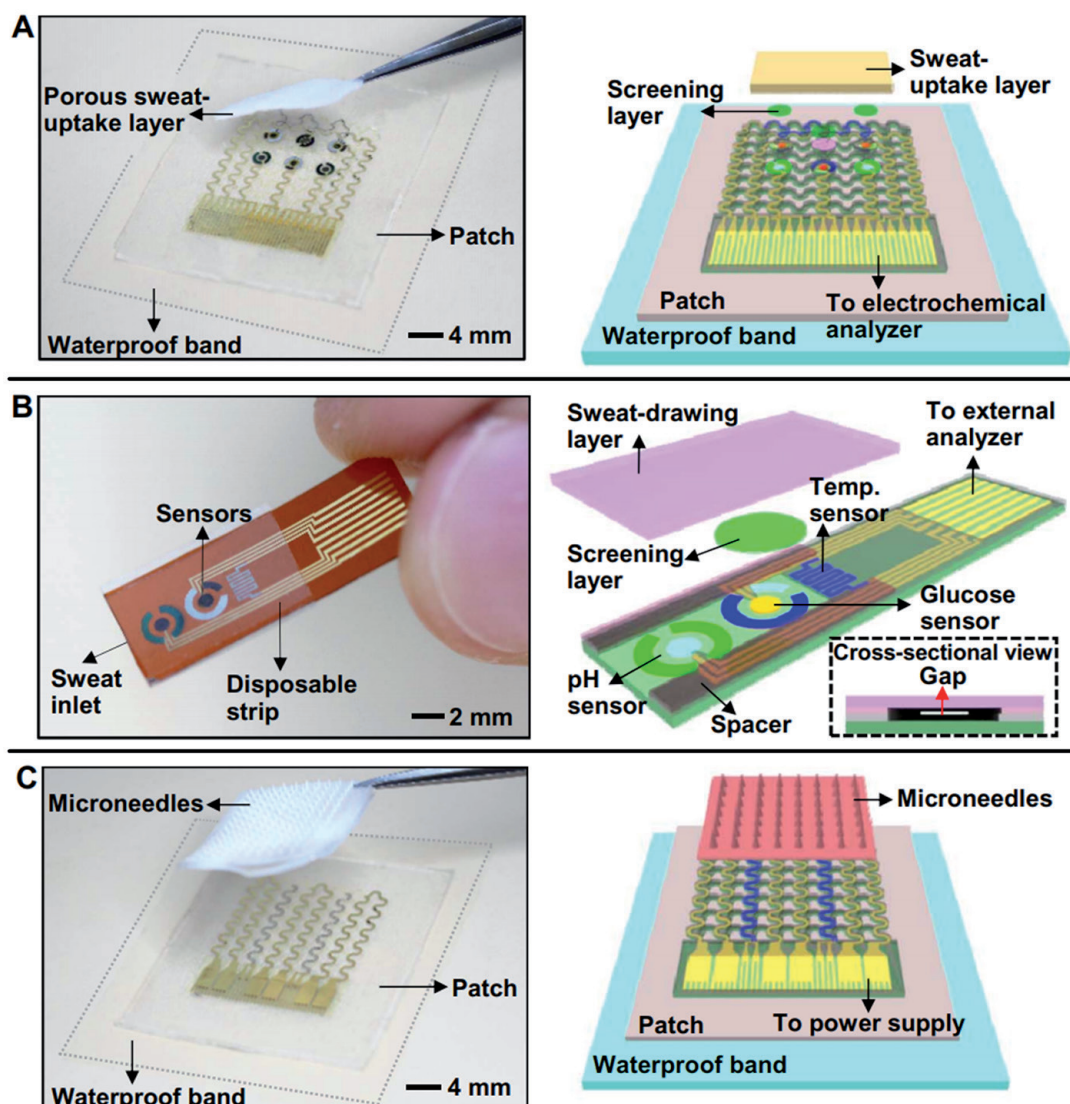 A
Porous sweat-
uptake layer
Patch
Waterproof band
4 mm
Sweat-
uptake layer
Screening
layer
To electrochemical
analyzer
Patch
Waterproof band
B
Sensors
Sweat
inlet
Disposable
strip
2 mm
Sweat-drawing
layer
To external
analyzer
Temp.
sensor
Screening
layer
Glucose
sensor
pH
sensor
Spacer
Cross-sectional view
Gap
C
Microneedles
Patch
Waterproof band
4 mm
Microneedles
To power supply
Patch
Waterproof band